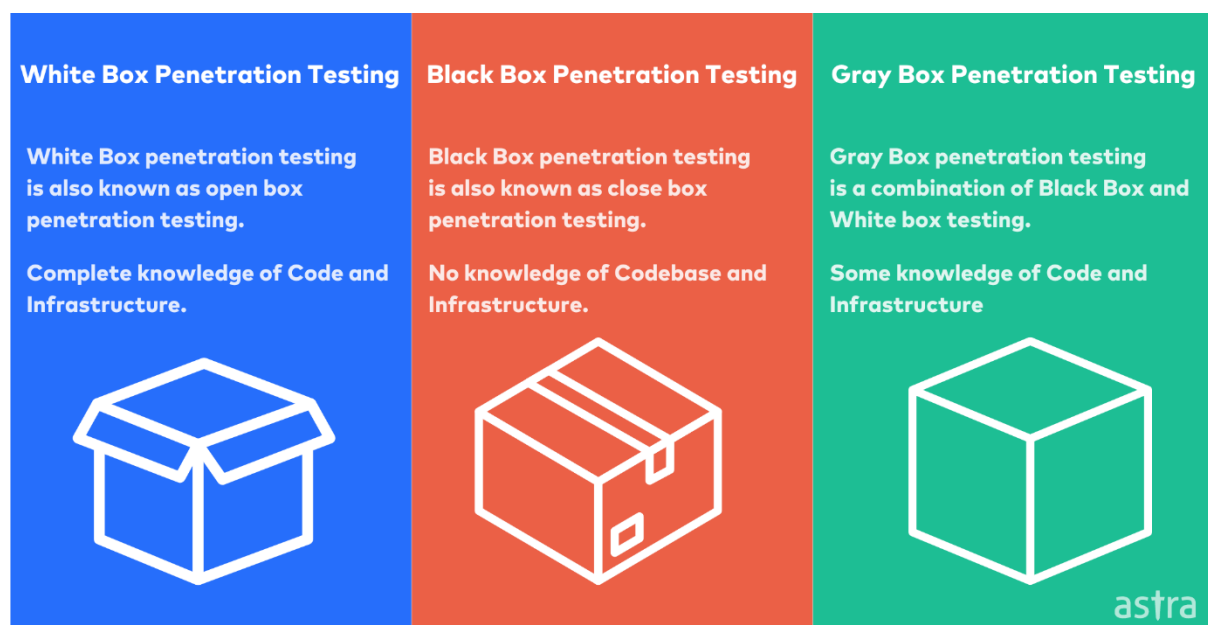 White Box Penetration Testing
White Box penetration testing
is also known as open box
penetration testing.
Complete knowledge of Code and
Infrastructure.
Black Box Penetration Testing
Black Box penetration testing
is also known as close box
penetration testing.
No knowledge of Codebase and
Infrastructure.
Gray Box Penetration Testing
Gray Box penetration testing
is a combination of Black Box and
White box testing.
Some knowledge of Code and
Infrastructure
astra